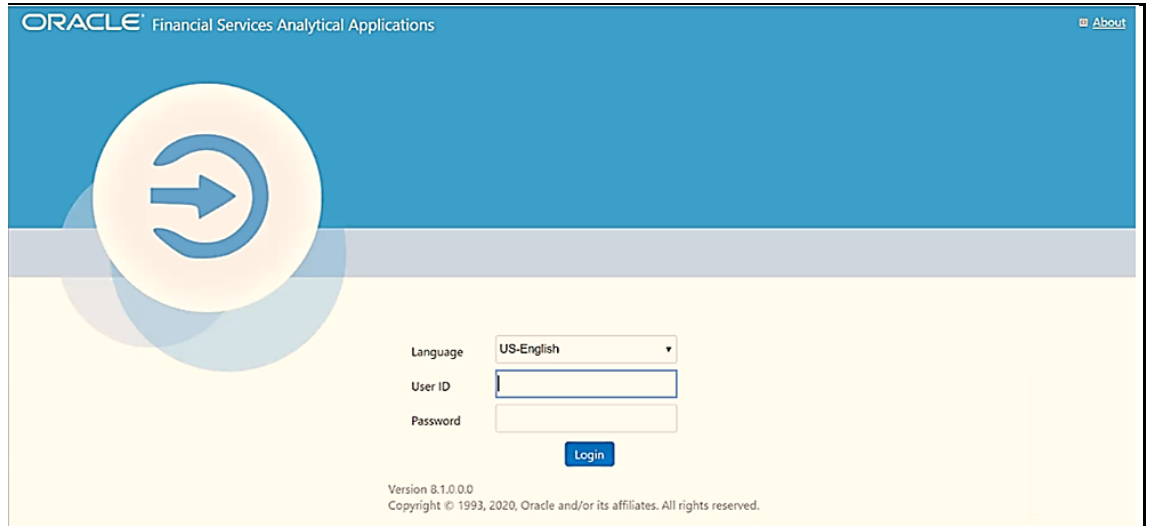 ORACLE® Financial Services Analytical Applications
About
Language US-English
User ID
Password
Login
Version 8.1.0.0.0
Copyright © 1993, 2020, Oracle and/or its affiliates. All rights reserved.